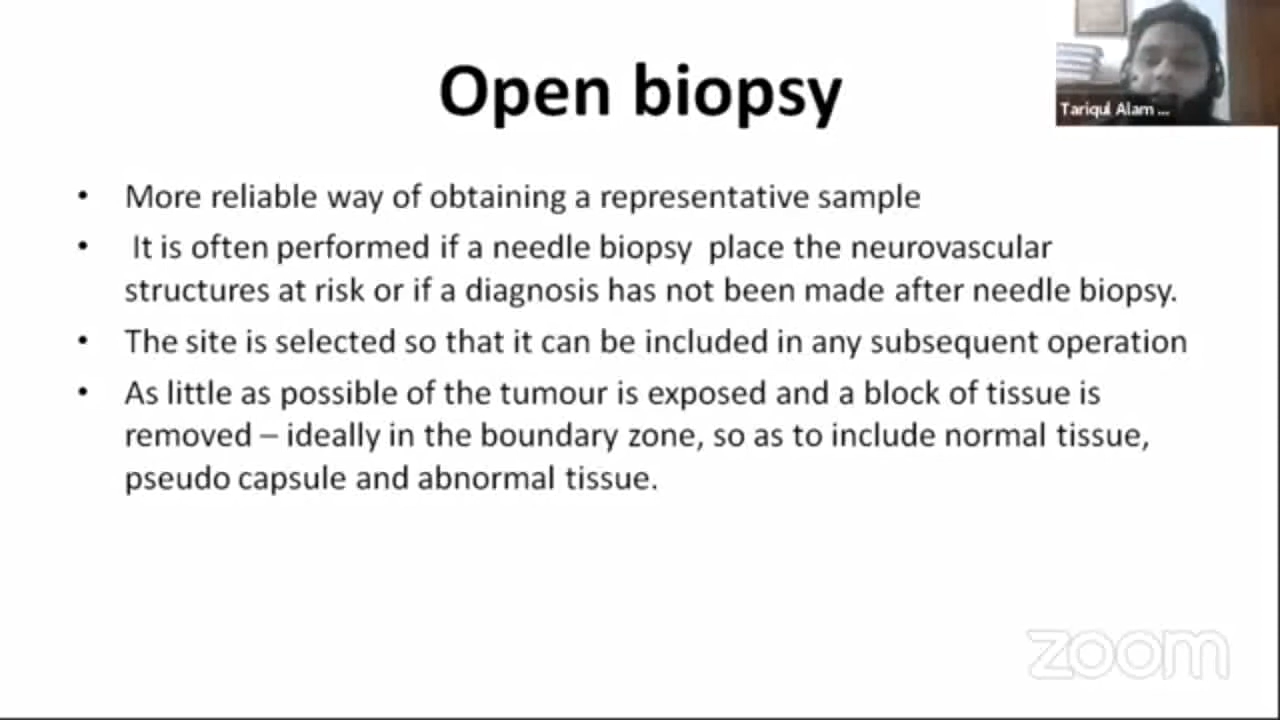 Open biopsy
Tariqul Alam ...
• More reliable way of obtaining a representative sample
• It is often performed if a needle biopsy place the neurovascular
structures at risk or if a diagnosis has not been made after needle biopsy.
• The site is selected so that it can be included in any subsequent operation
• As little as possible of the tumour is exposed and a block of tissue is
removed – ideally in the boundary zone, so as to include normal tissue,
pseudo capsule and abnormal tissue.
zoom